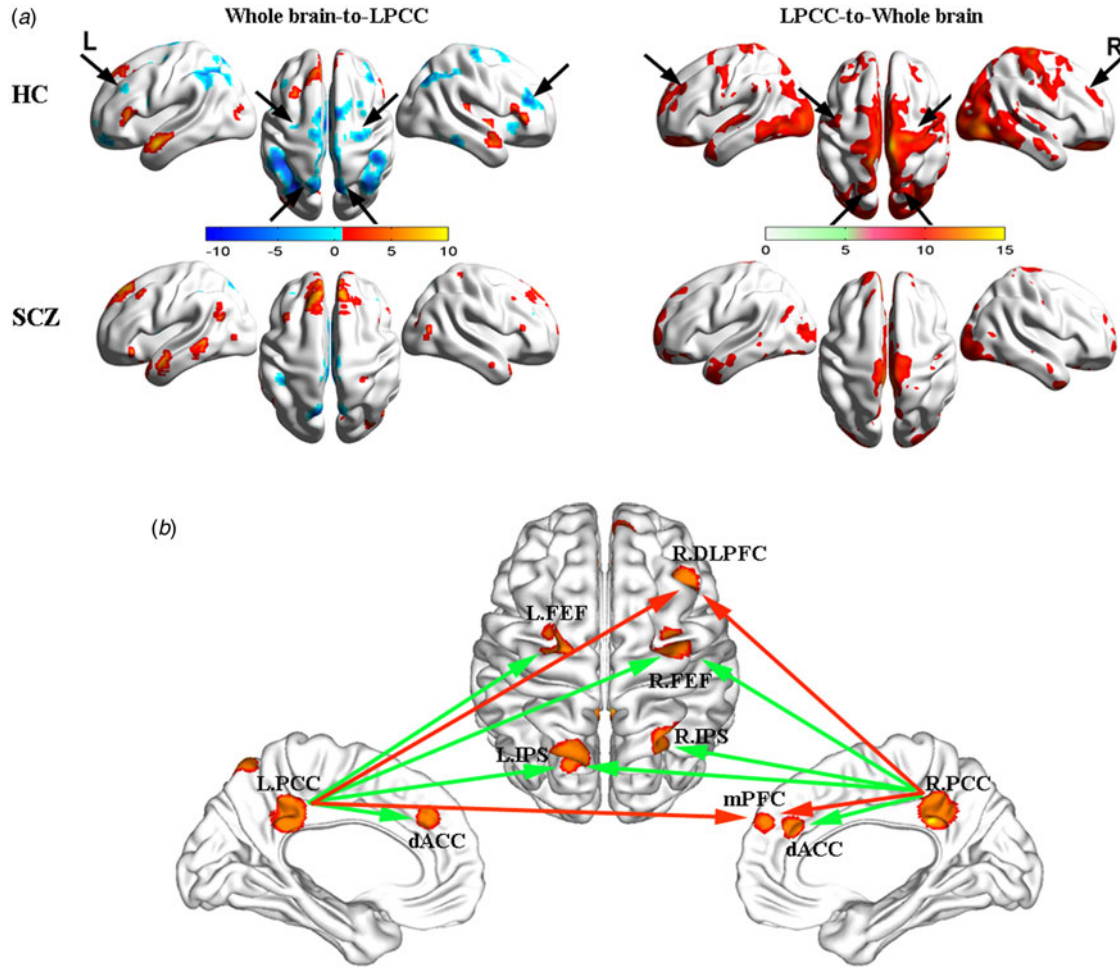 (a)
Whole brain-to-LPCC
LPCC-to-Whole brain
L
R
HC
-10 -5 0 5 10
0 5 10 15
SCZ
(b)
R.DLPFC
L.FEF
R.FEF
L.IPS
R.IPS
L.PCC
mPFC
R.PCC
dACC
dACC